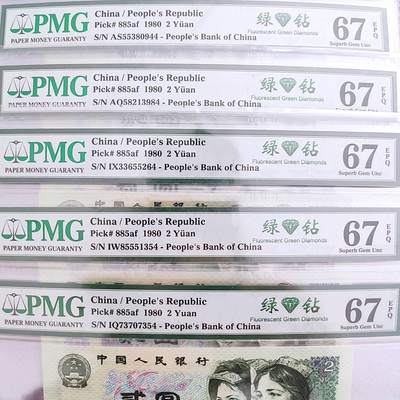 PMG
PAPER MONEY GUARANTY
China / People's Republic
Pick# 885af 1980 2 Yüan
S/N AS55380944 - People's Bank of China
绿 钻
Fluorescent Green Diamonds
67 EPQ
Superb Gem Unc
PMG
PAPER MONEY GUARANTY
China / People's Republic
Pick# 885af 1980 2 Yüan
S/N AQ58213984 - People's Bank of China
绿 钻
Fluorescent Green Diamonds
67 EPQ
Superb Gem Unc
PMG
PAPER MONEY GUARANTY
China / People's Republic
Pick# 885af 1980 2 Yüan
S/N IX33655264 - People's Bank of China
绿 钻
Fluorescent Green Diamonds
67 EPQ
Superb Gem Unc
PMG
PAPER MONEY GUARANTY
China / People's Republic
Pick# 885af 1980 2 Yuan
S/N IW85551354 - People's Bank of China
绿 钻
Fluorescent Green Diamonds
67 EPQ
Superb Gem Unc
PMG
PAPER MONEY GUARANTY
China / People's Republic
Pick# 885af 1980 2 Yuan
S/N IQ73707354 - People's Bank of China
绿 钻
Fluorescent Green Diamonds
67 EPQ
Superb Gem Unc
中国人民银行
贰圆
2